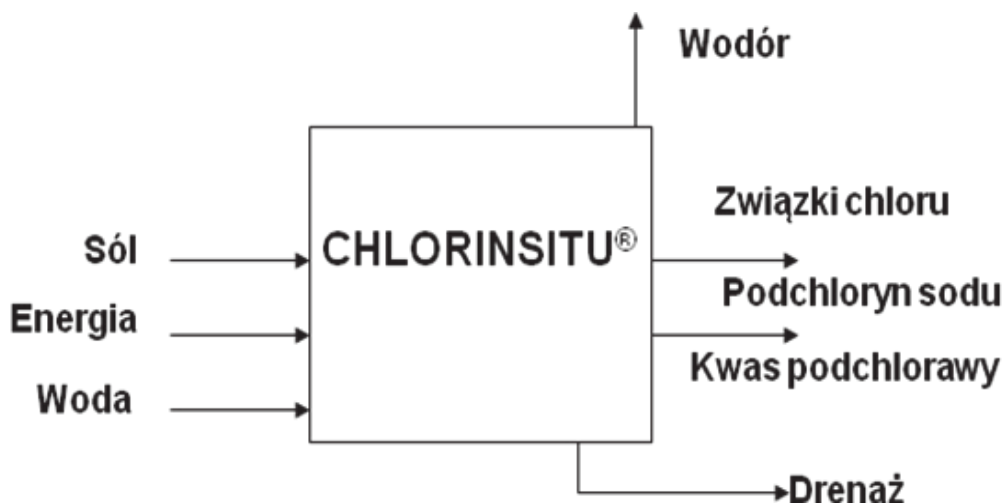 Wodór
Związki chloru
Sól
CHLORINSITU®
Podchloryn sodu
Energia
Kwas podchlorawy
Woda
Drenaż